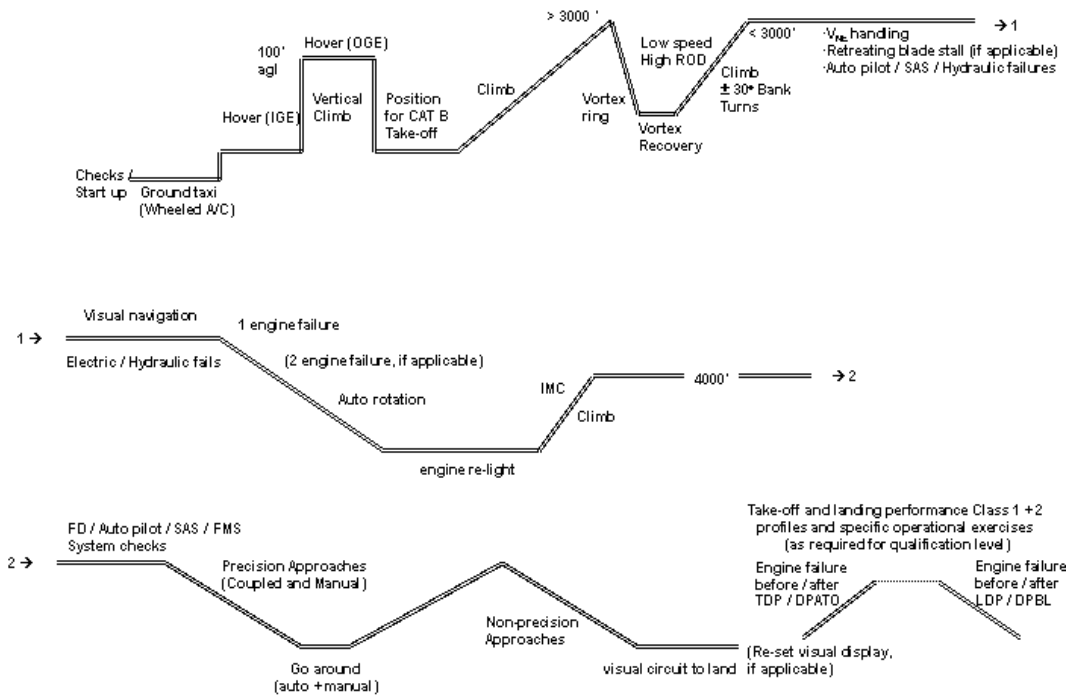 > 3000 '
100'
agl
Hover (OGE)
Hover (IGE)
Vertical
Climb
Position
for CAT B
Take-off
Climb
Vortex
ring
Low speed
High ROD
Vortex
Recovery
< 3000'
Climb
± 30° Bank
Turns
→ 1
·VNE handling
·Retreating blade stall (if applicable)
·Auto pilot / SAS / Hydraulic failures
Checks /
Start up
Ground taxi
(Wheeled A/C)
1 →
Visual navigation
Electric / Hydraulic fails
1 engine failure
(2 engine failure, if applicable)
Auto rotation
engine re-light
IMC
Climb
4000'
→ 2
2 →
FD / Auto pilot / SAS / FMS
System checks
Precision Approaches
(Coupled and Manual)
Go around
(auto + manual)
Non-precision
Approaches
visual circuit to land
(Re-set visual display,
if applicable)
Take-off and landing performance Class 1 + 2
profiles and specific operational exercises
(as required for qualification level)
Engine failure
before / after
TDP / DPATO
Engine failure
before / after
LDP / DPBL